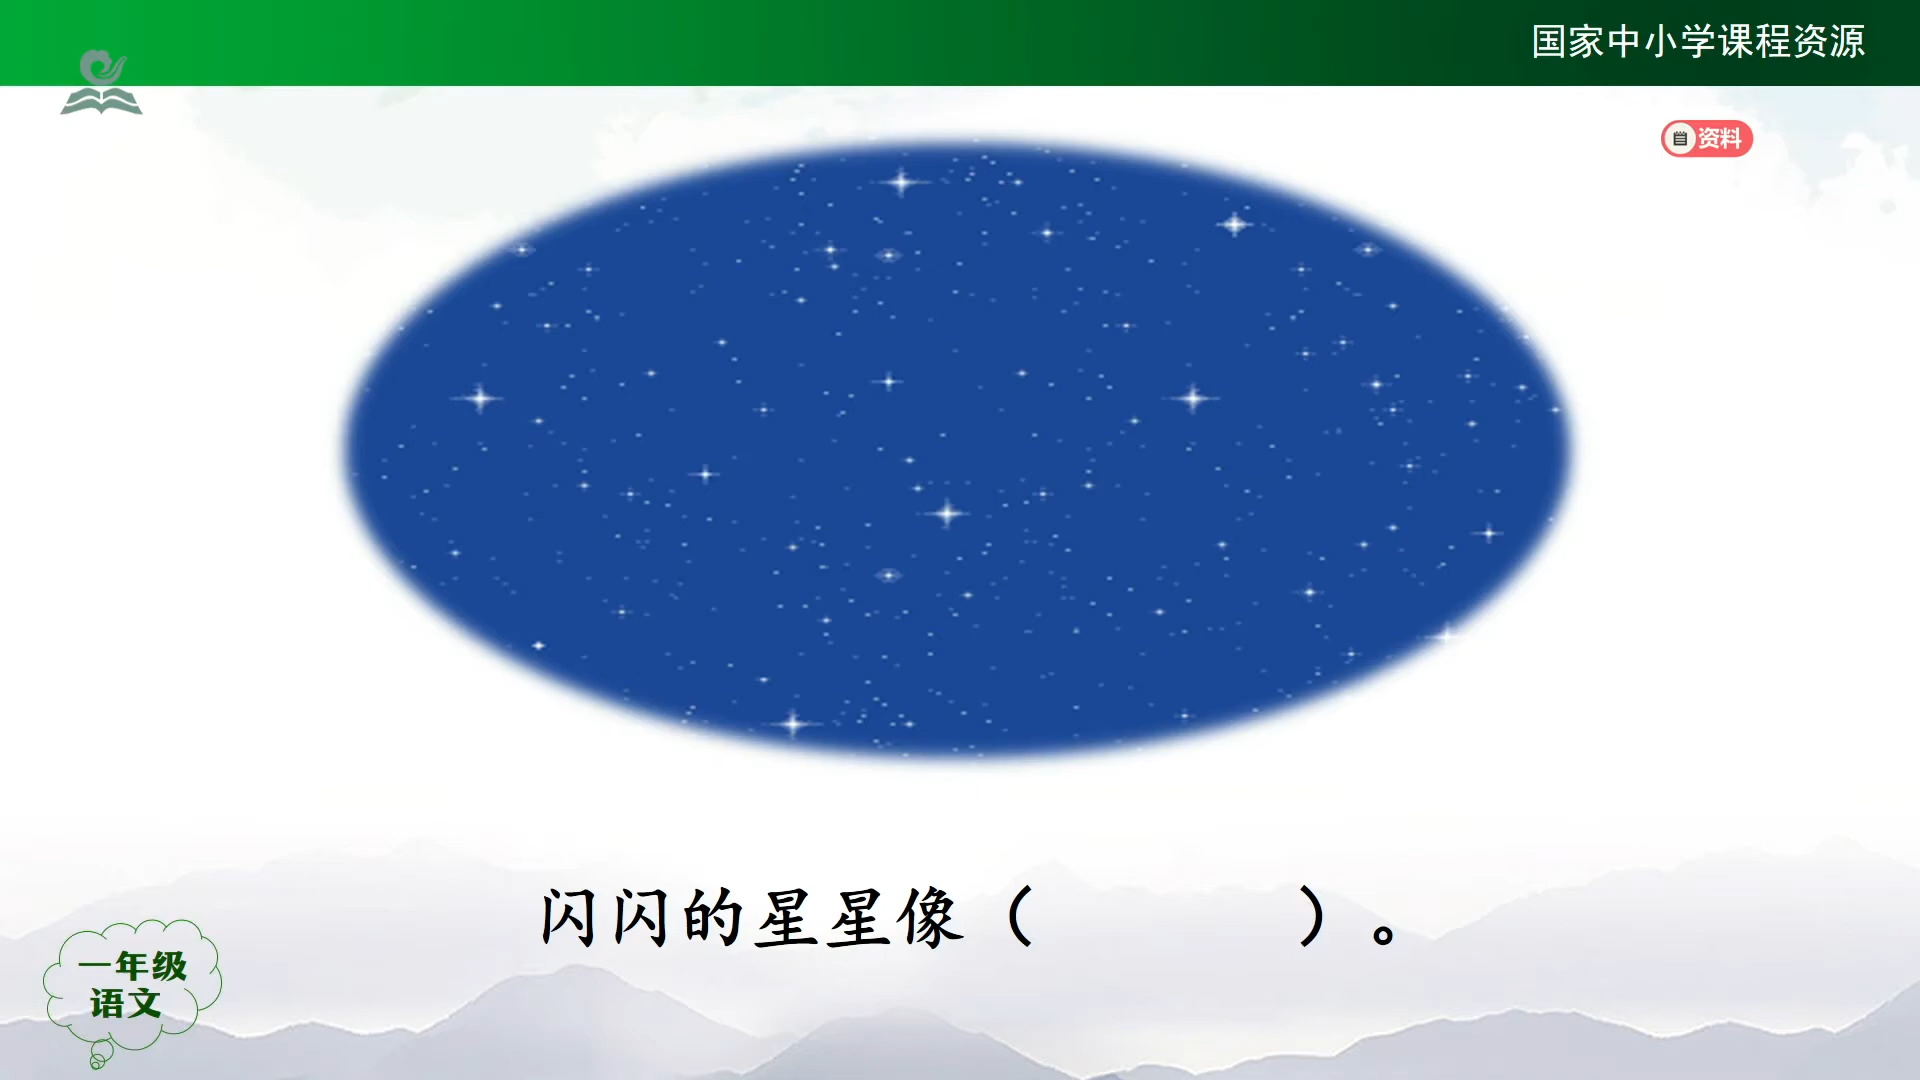 国家中小学课程资源
资料
闪闪的星星像（　　　）。
一年级
语文